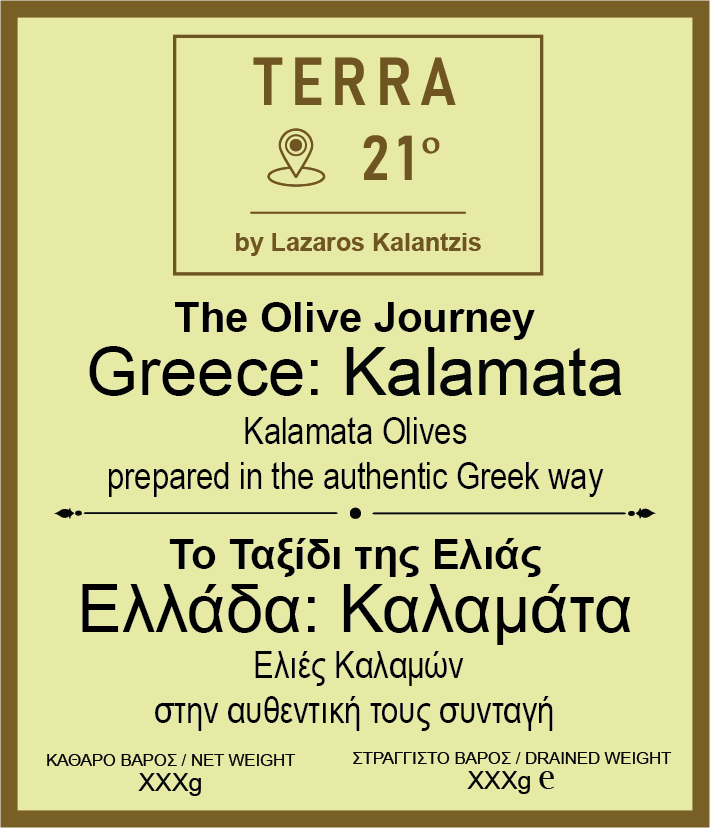 TERRA
21°
by Lazaros Kalantzis
The Olive Journey
Greece: Kalamata
Kalamata Olives
prepared in the authentic Greek way
Το Ταξίδι της Ελιάς
Ελλάδα: Καλαμάτα
Ελιές Καλαμών
στην αυθεντική τους συνταγή
ΚΑΘΑΡΟ ΒΑΡΟΣ / NET WEIGHT
XXXg
ΣΤΡΑΓΓΙΣΤΟ ΒΑΡΟΣ / DRAINED WEIGHT
XXXg ℮